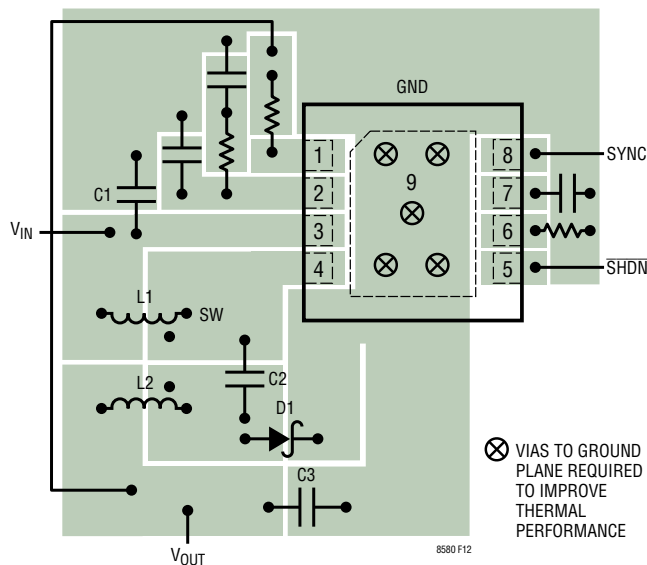 GND
1
8
SYNC
2
9
7
C1
3
6
VIN
4
5
SHDN
L1
SW
L2
C2
D1
VIAS TO GROUND
PLANE REQUIRED
TO IMPROVE
THERMAL
PERFORMANCE
C3
8580 F12
VOUT